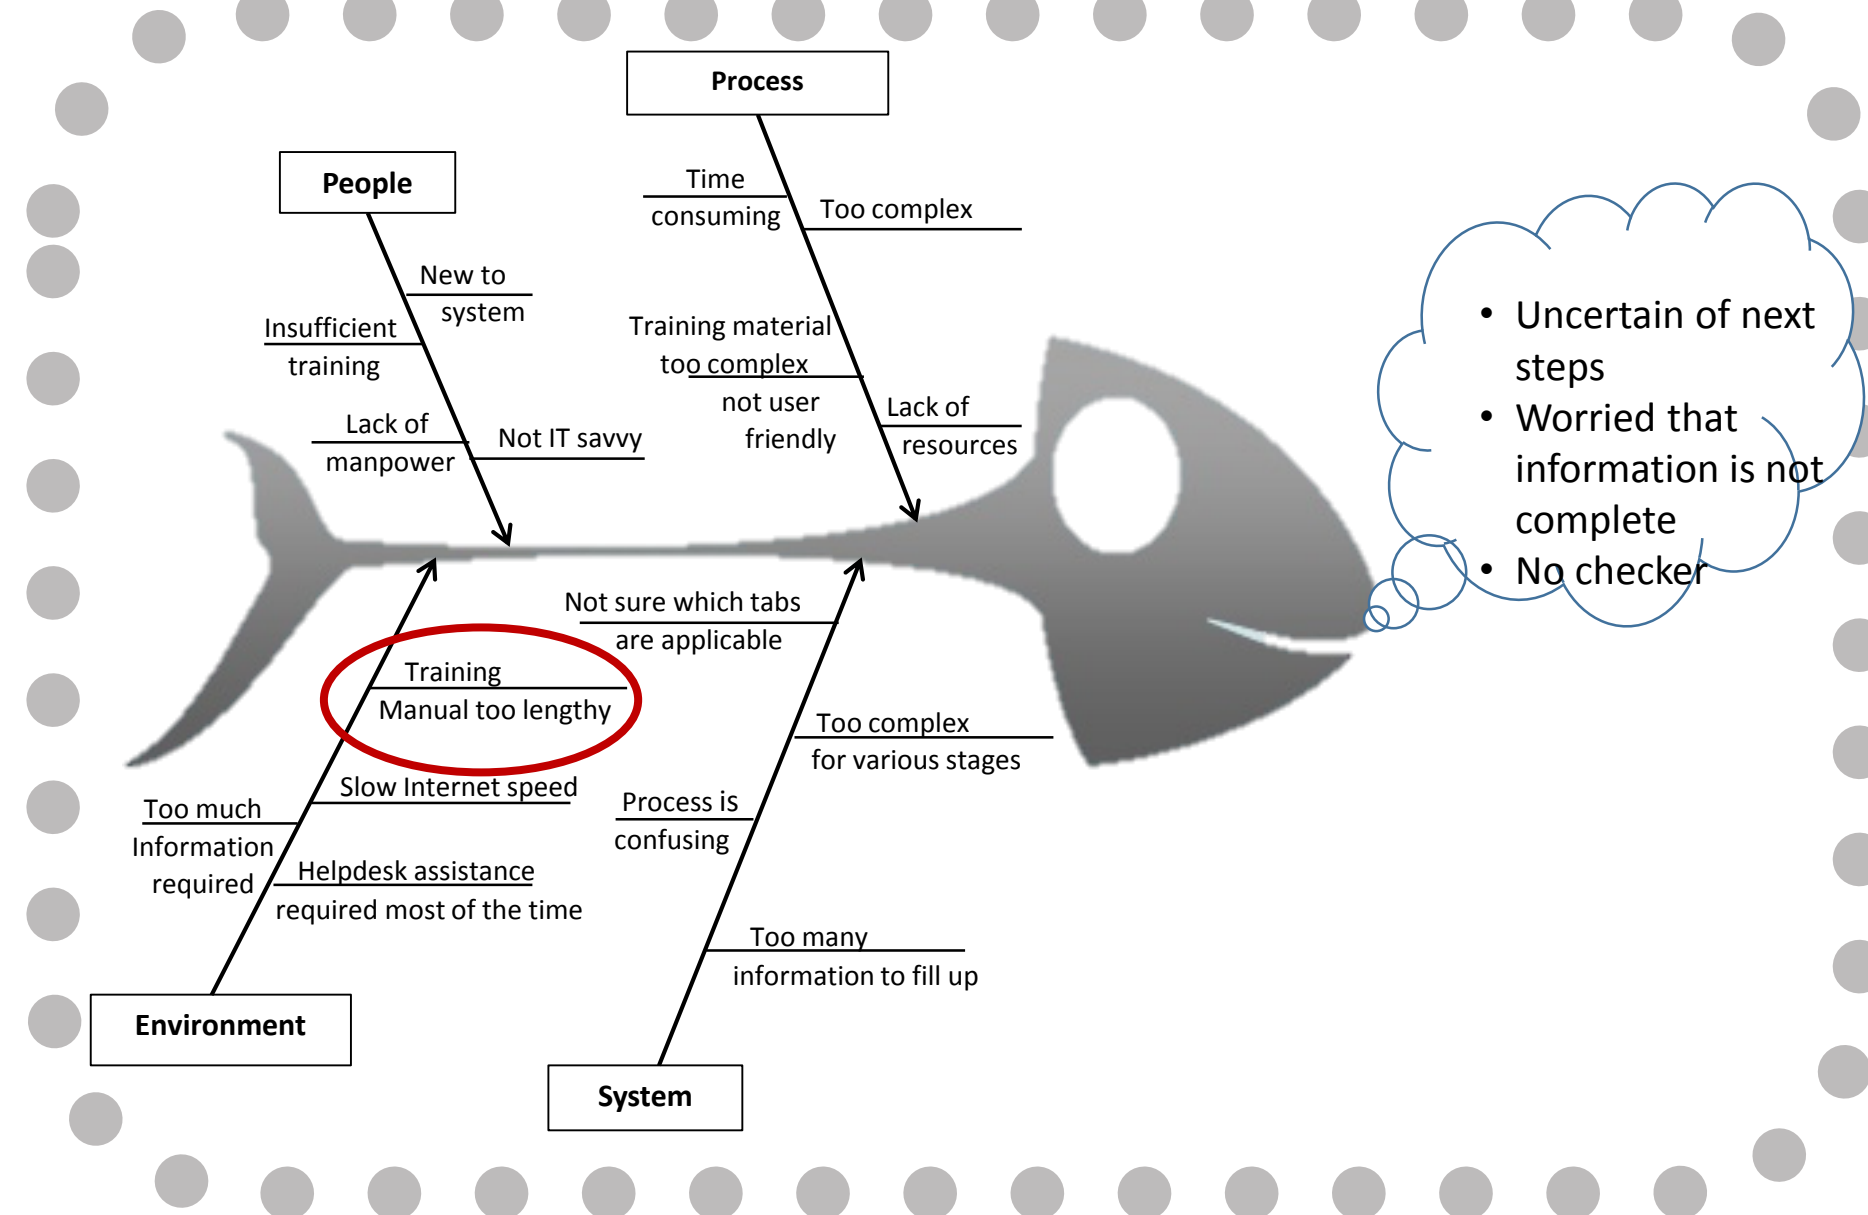 Process
People
Time
consuming
Too complex
New to
system
Insufficient
training
Training material
too complex
not user
friendly
Lack of
resources
Lack of
manpower
Not IT savvy
• Uncertain of next
steps
• Worried that
information is not
complete
• No checker
Not sure which tabs
are applicable
Training
Manual too lengthy
Too complex
for various stages
Slow Internet speed
Too much
Information
required
Process is
confusing
Helpdesk assistance
required most of the time
Too many
information to fill up
Environment
System